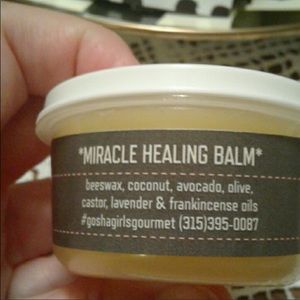 *MIRACLE HEALING BALM*
beeswax, coconut, avocado, olive,
castor, lavender & frankincense oils
#goshagirlsgourmet (315)395-0087